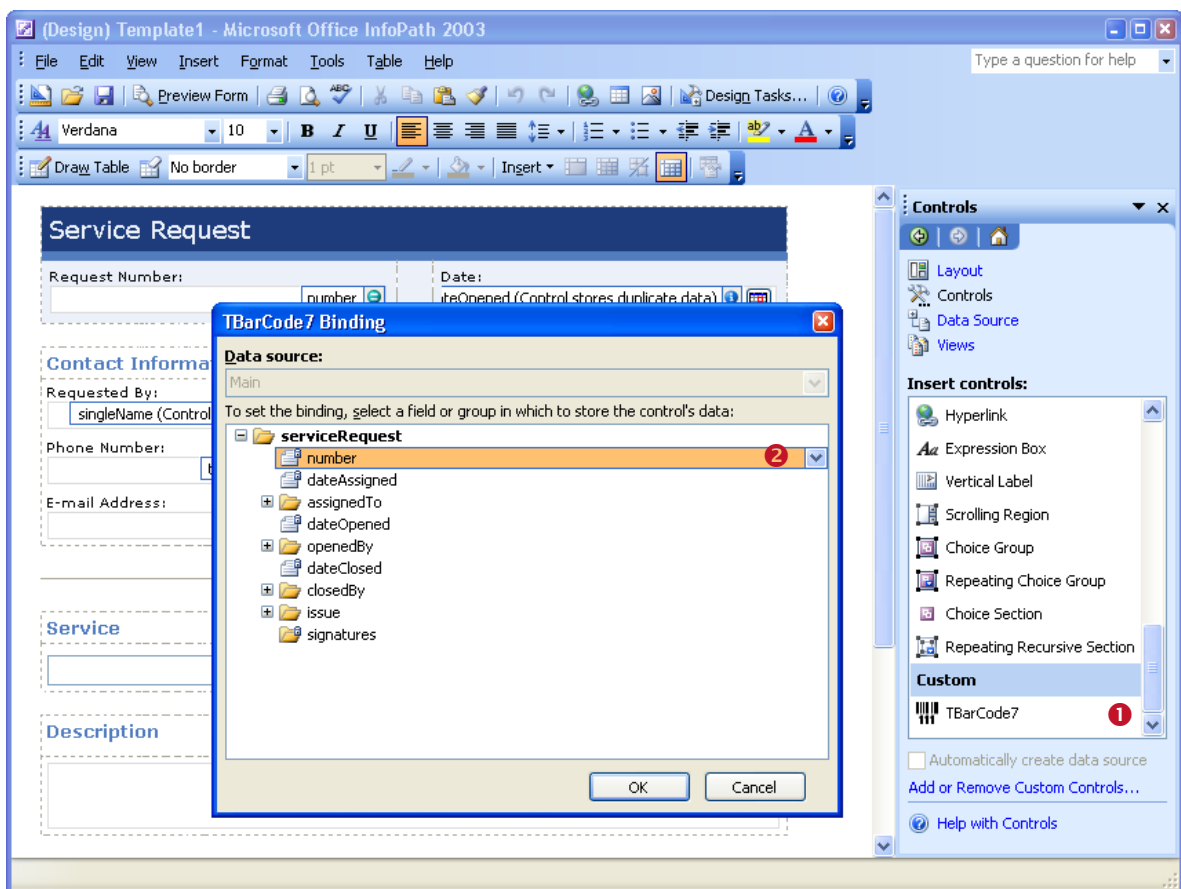 (Design) Template1 - Microsoft Office InfoPath 2003
File Edit View Insert Format Tools Table Help
Type a question for help
Preview Form ABC Design Tasks...
Verdana 10 B I U ab A
Draw Table No border 1 pt Insert
Service Request
Request Number:
Date:
number
(Control stores duplicate data)
Contact Informa
Requested By:
singleName (Control
Phone Number:
E-mail Address:
Service
Description
TBarCode7 Binding
Data source:
Main
To set the binding, select a field or group in which to store the control's data:
serviceRequest
number 2
dateAssigned
assignedTo
dateOpened
openedBy
dateClosed
closedBy
issue
signatures
OK Cancel
Controls
Layout
Controls
Data Source
Views
Insert controls:
Hyperlink
Aa Expression Box
Vertical Label
Scrolling Region
Choice Group
Repeating Choice Group
Choice Section
Repeating Recursive Section
Custom
TBarCode7 1
Automatically create data source
Add or Remove Custom Controls...
Help with Controls